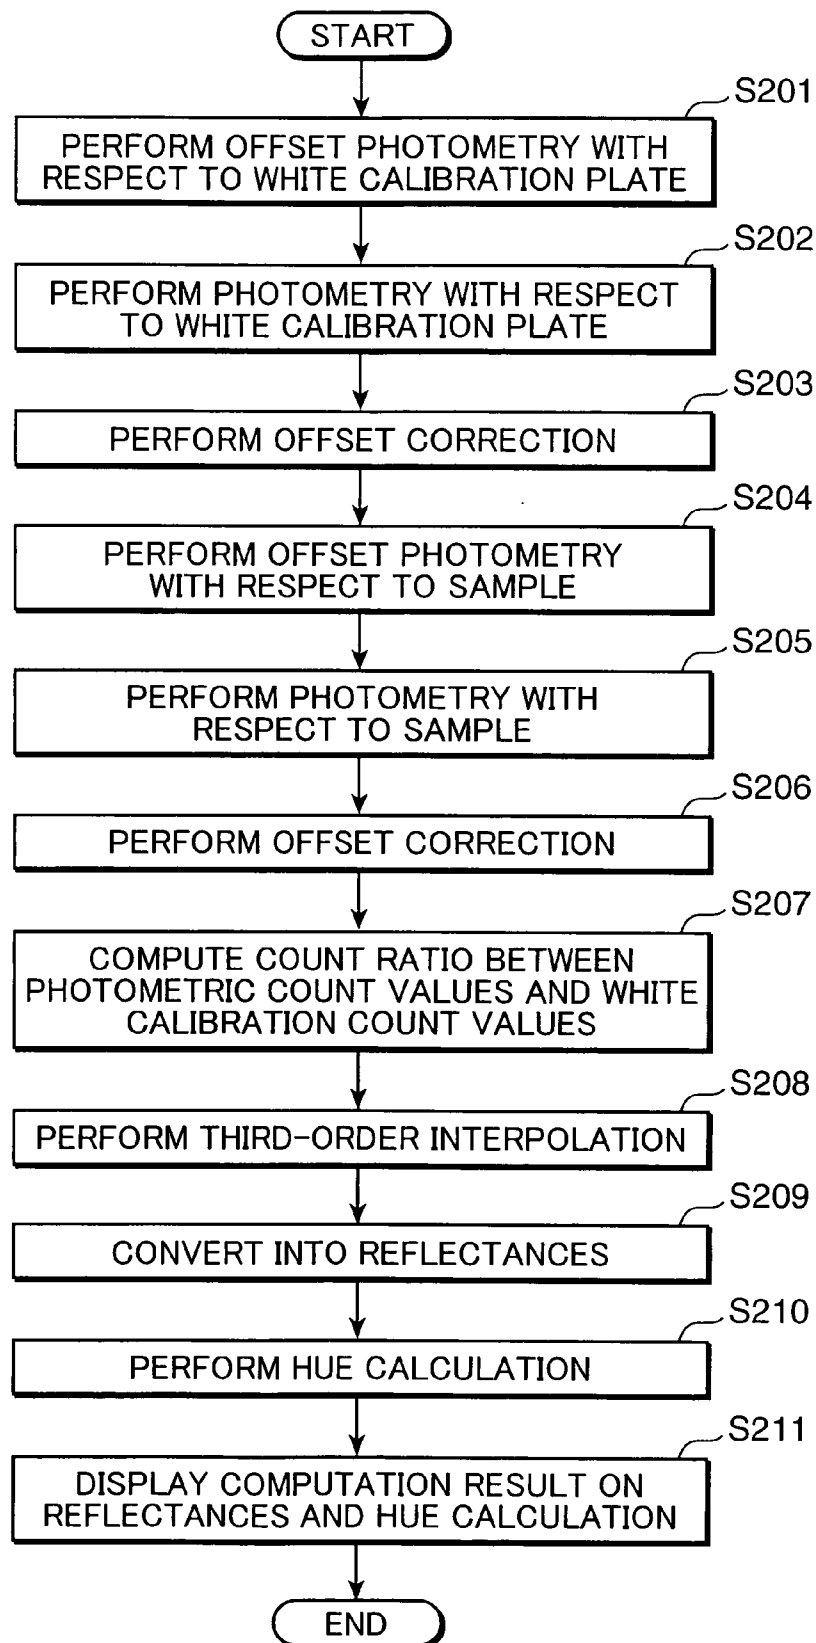 START
S201
PERFORM OFFSET PHOTOMETRY WITH
RESPECT TO WHITE CALIBRATION PLATE
S202
PERFORM PHOTOMETRY WITH RESPECT
TO WHITE CALIBRATION PLATE
S203
PERFORM OFFSET CORRECTION
S204
PERFORM OFFSET PHOTOMETRY
WITH RESPECT TO SAMPLE
S205
PERFORM PHOTOMETRY WITH
RESPECT TO SAMPLE
S206
PERFORM OFFSET CORRECTION
S207
COMPUTE COUNT RATIO BETWEEN
PHOTOMETRIC COUNT VALUES AND WHITE
CALIBRATION COUNT VALUES
S208
PERFORM THIRD-ORDER INTERPOLATION
S209
CONVERT INTO REFLECTANCES
S210
PERFORM HUE CALCULATION
S211
DISPLAY COMPUTATION RESULT ON
REFLECTANCES AND HUE CALCULATION
END